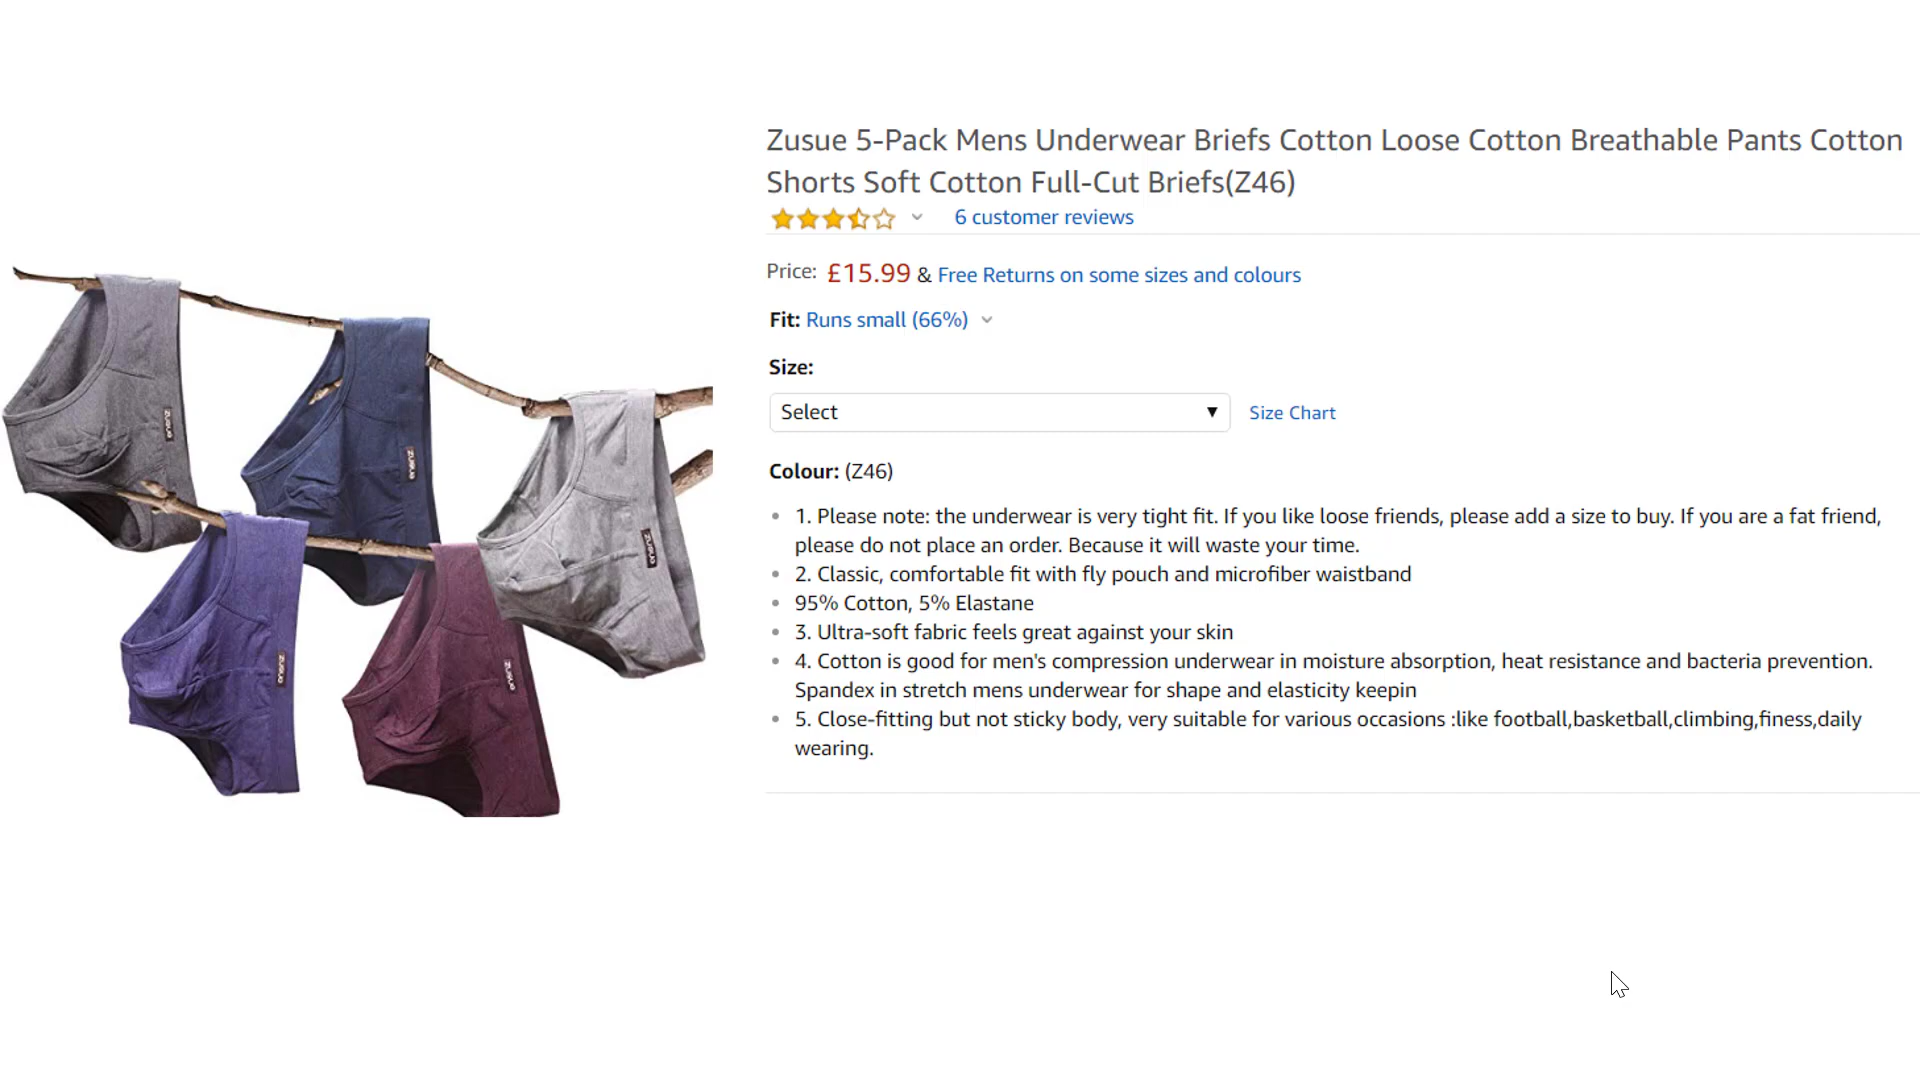 Zusue 5-Pack Mens Underwear Briefs Cotton Loose Cotton Breathable Pants Cotton
Shorts Soft Cotton Full-Cut Briefs(Z46)
6 customer reviews
Price: £15.99 & Free Returns on some sizes and colours
Fit: Runs small (66%)
Size:
Select
Size Chart
Colour: (Z46)
• 1. Please note: the underwear is very tight fit. If you like loose friends, please add a size to buy. If you are a fat friend,
please do not place an order. Because it will waste your time.
• 2. Classic, comfortable fit with fly pouch and microfiber waistband
• 95% Cotton, 5% Elastane
• 3. Ultra-soft fabric feels great against your skin
• 4. Cotton is good for men's compression underwear in moisture absorption, heat resistance and bacteria prevention.
Spandex in stretch mens underwear for shape and elasticity keepin
• 5. Close-fitting but not sticky body, very suitable for various occasions :like football,basketball,climbing,finess,daily
wearing.